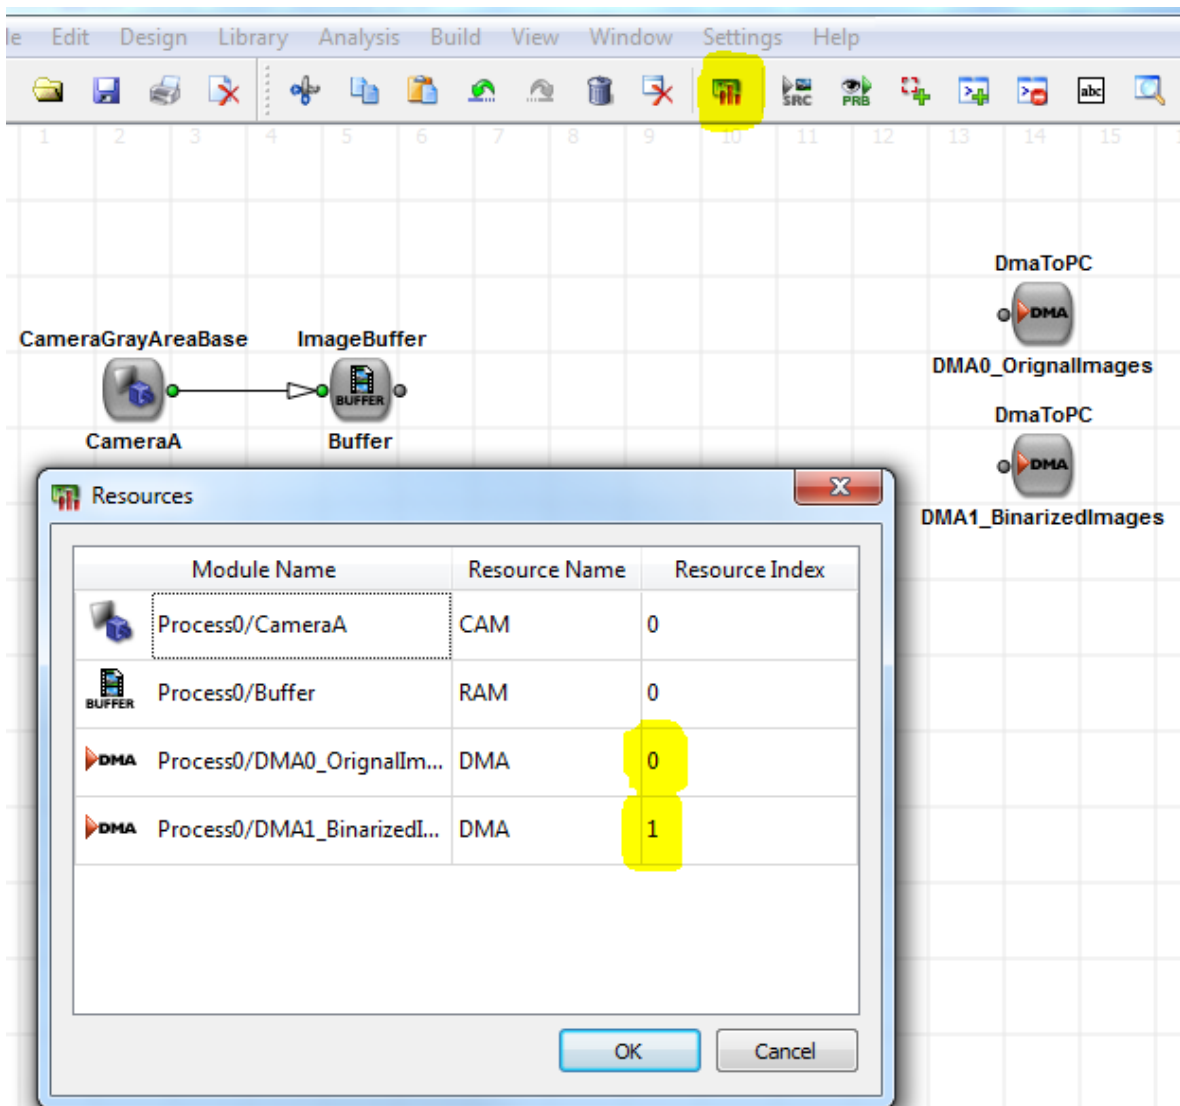 le Edit Design Library Analysis Build View Window Settings Help
SRC PRB abc
1 2 3 4 5 6 7 8 9 10 11 12 13 14 15
DmaToPC
DMA
DMA0_OrignalImages
CameraGrayAreaBase ImageBuffer
BUFFER
CameraA Buffer
DmaToPC
DMA
DMA1_BinarizedImages
Resources
Module Name Resource Name Resource Index
Process0/CameraA CAM 0
BUFFER Process0/Buffer RAM 0
DMA Process0/DMA0_OrignalIm... DMA 0
DMA Process0/DMA1_BinarizedI... DMA 1
OK Cancel